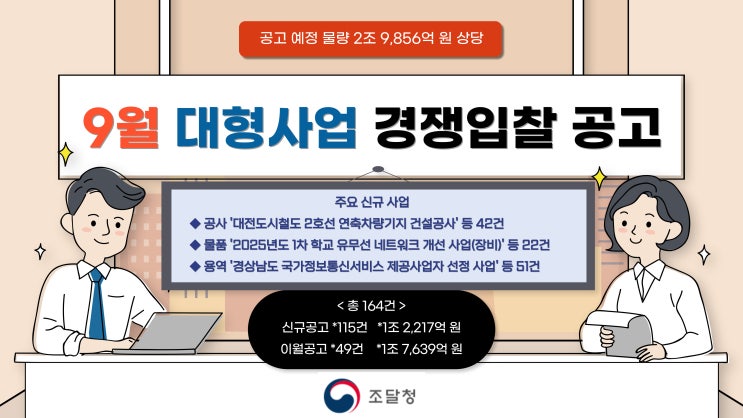 공고 예정 물량 2조 9,856억 원 상당
9월 대형사업 경쟁입찰 공고
주요 신규 사업
◆ 공사 '대전도시철도 2호선 연축차량기지 건설공사' 등 42건
◆ 물품 '2025년도 1차 학교 유무선 네트워크 개선 사업(장비)' 등 22건
◆ 용역 '경상남도 국가정보통신서비스 제공사업자 선정 사업' 등 51건
< 총 164건 >
신규공고 *115건 *1조 2,217억 원
이월공고 *49건 *1조 7,639억 원
조달청